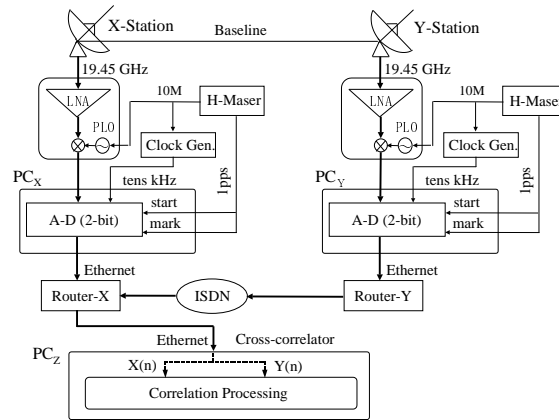 X-Station
Baseline
Y-Station
19.45 GHz
19.45 GHz
LNA
10M
H-Maser
LNA
10M
H-Maser
PLO
PLO
Clock Gen.
Clock Gen.
PCX
tens kHz
1pps
PCY
tens kHz
1pps
start
start
A-D (2-bit)
mark
A-D (2-bit)
mark
Ethernet
Ethernet
Router-X
ISDN
Router-Y
Ethernet
Cross-correlator
PCZ
X(n)
Y(n)
Correlation Processing